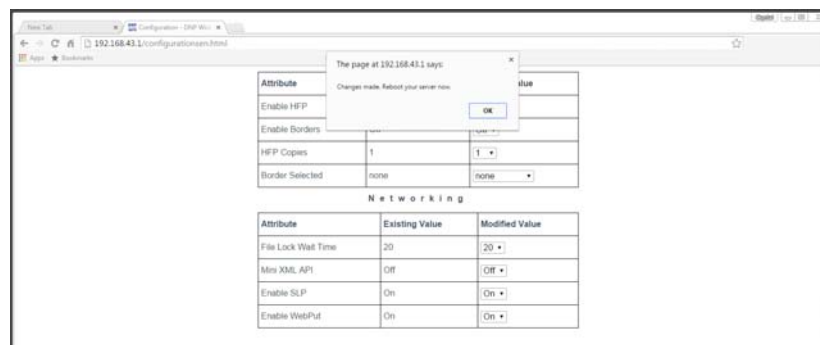 New Tab
Configuration - DNP Wi
192.168.43.1/configurationsen.html
Apps
Bookmarks
The page at 192.168.43.1 says:
Changes made. Reboot your server now.
OK
Attribute
Enable HFP
Enable Borders
HFP Copies 1 1
Border Selected none none
Networking
Attribute Existing Value Modified Value
File Lock Wait Time 20 20
Mini XML API Off Off
Enable SLP On On
Enable WebPut On On